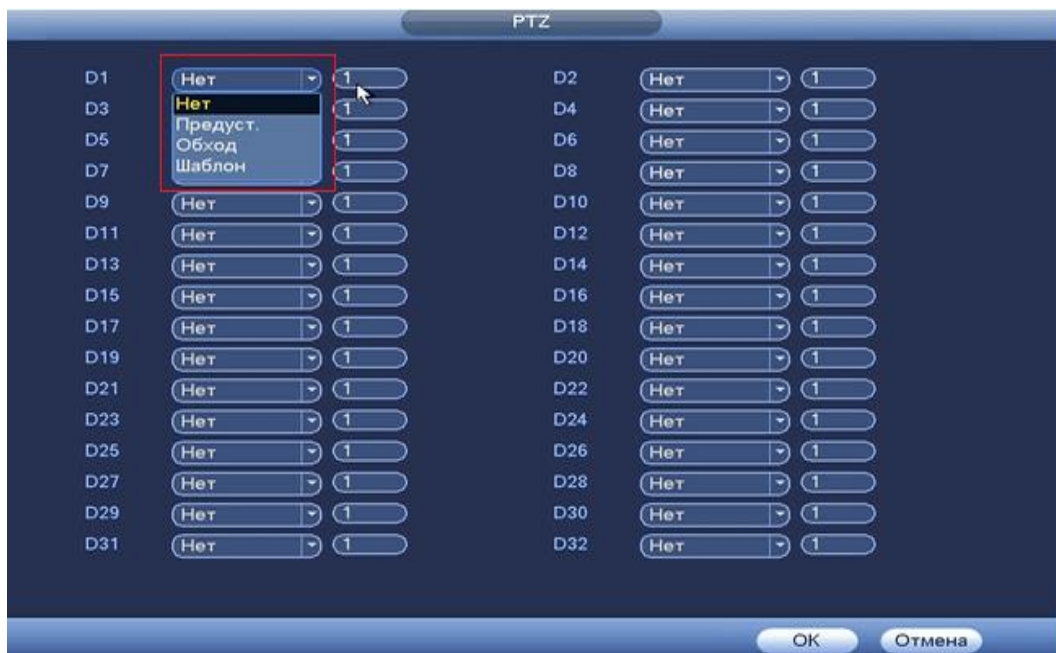 PTZ
D1 Нет 1 D2 Нет 1
Нет
Предуст.
Обход
Шаблон
D3 1 D4 Нет 1
D5 1 D6 Нет 1
D7 1 D8 Нет 1
D9 Нет 1 D10 Нет 1
D11 Нет 1 D12 Нет 1
D13 Нет 1 D14 Нет 1
D15 Нет 1 D16 Нет 1
D17 Нет 1 D18 Нет 1
D19 Нет 1 D20 Нет 1
D21 Нет 1 D22 Нет 1
D23 Нет 1 D24 Нет 1
D25 Нет 1 D26 Нет 1
D27 Нет 1 D28 Нет 1
D29 Нет 1 D30 Нет 1
D31 Нет 1 D32 Нет 1
OK Отмена